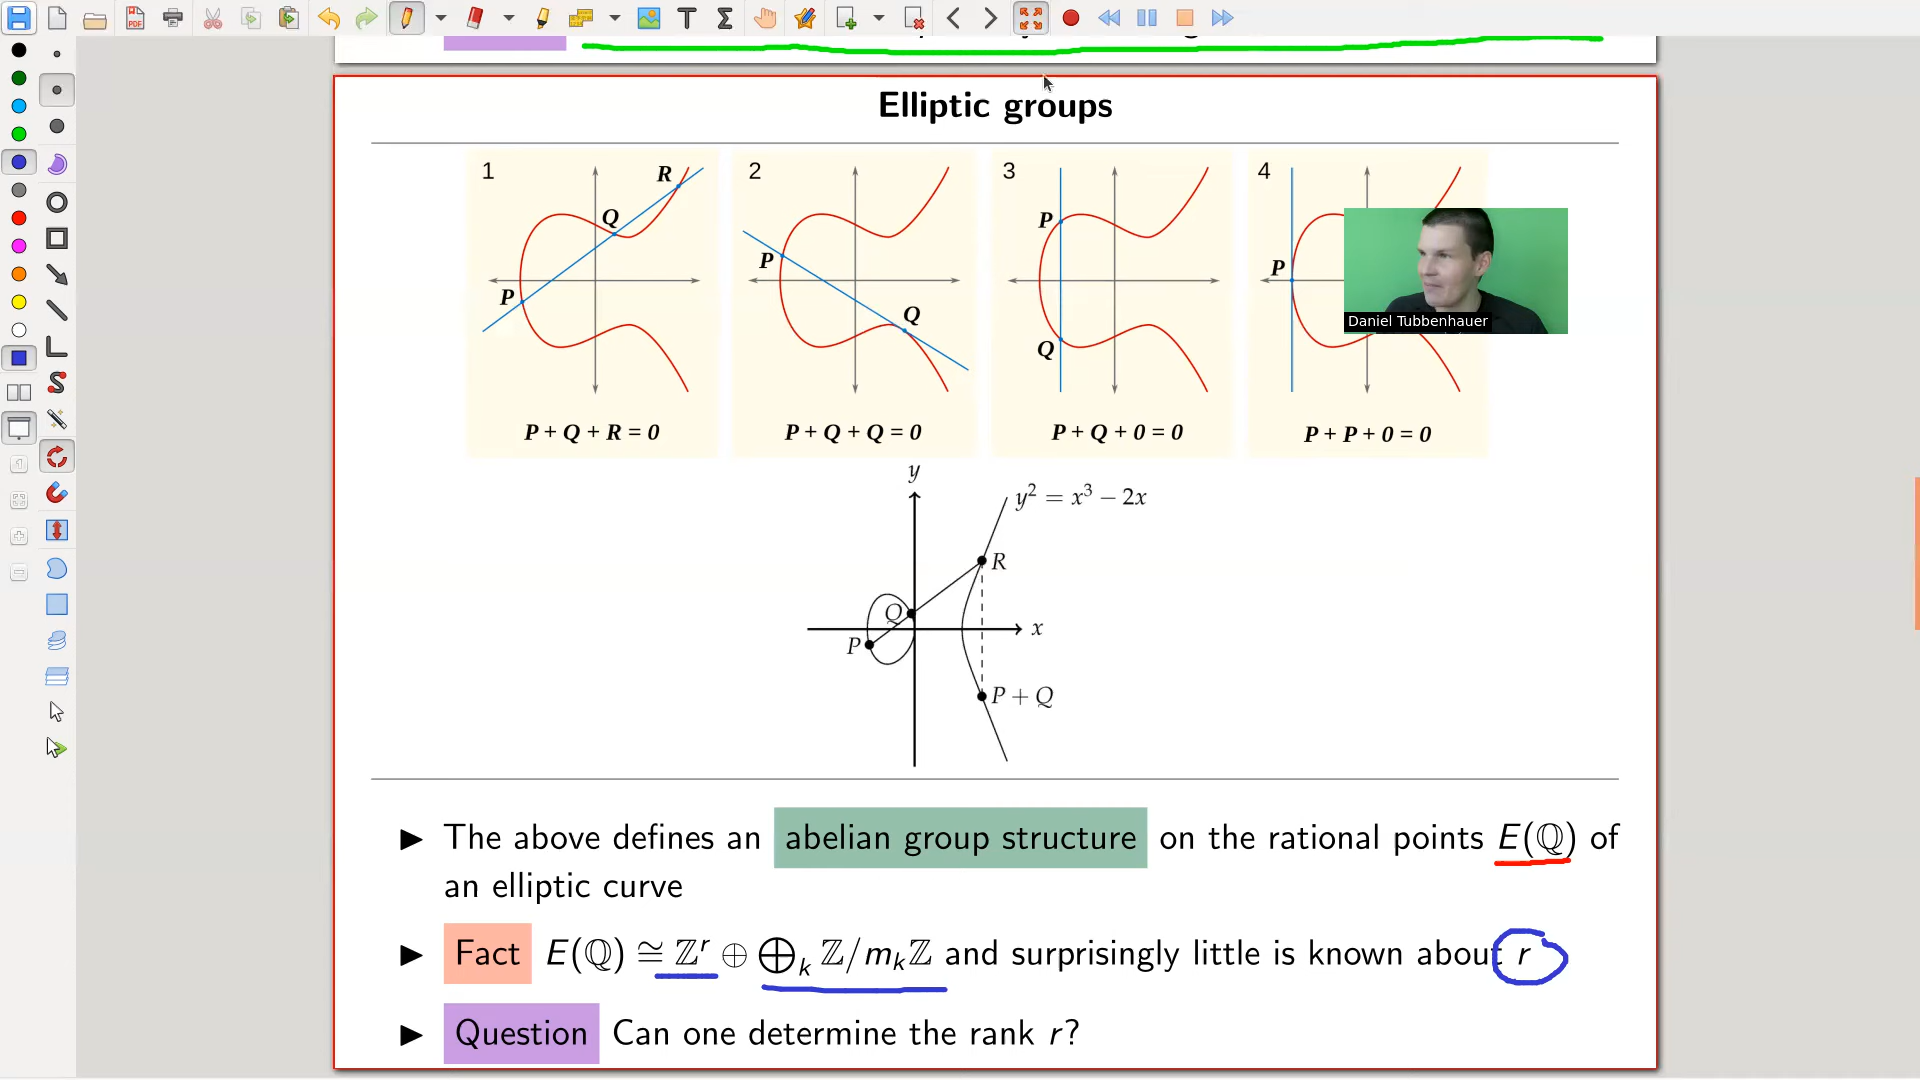 Elliptic groups
1
R
Q
P
P + Q + R = 0
2
P
Q
P + Q + Q = 0
3
P
Q
P + Q + 0 = 0
4
P
P + P + 0 = 0
Daniel Tubbenhauer
y
y² = x³ − 2x
R
Q
x
P
P + Q
▶ The above defines an abelian group structure on the rational points E(ℚ) of
an elliptic curve
▶ Fact E(ℚ) ≅ ℤʳ ⊕ ⨁ₖ ℤ/mₖℤ and surprisingly little is known about r
▶ Question Can one determine the rank r?